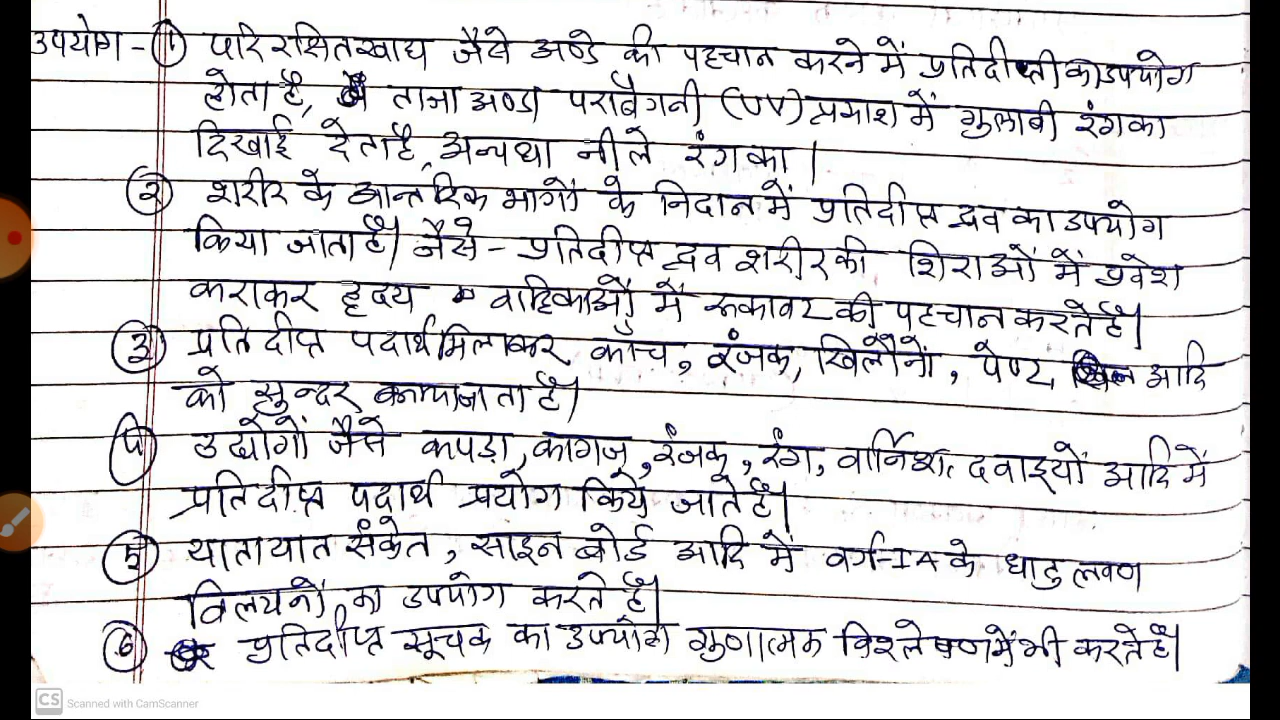 उपयोग - ① परिरक्षित खाद्य जैसे अण्डे की पहचान करने में प्रतिदीप्ती का उपयोग
होता है, ताजा अण्डा पराबैगनी (UV) प्रकाश में गुलाबी रंग का
दिखाई देता है, अन्यथा नीले रंग का।
② शरीर के आन्तरिक भागों के निदान में प्रतिदीप्त द्रव का उपयोग
किया जाता है। जैसे - प्रतिदीप्त द्रव शरीर की शिराओं में प्रवेश
कराकर हृदय वाहिकाओं में रूकावट की पहचान करते है।
③ प्रतिदीप्त पदार्थ मिलाकर काँच, रंजक, खिलौनों, पेण्ट आदि
को सुन्दर बनाया जाता है।
④ उद्योगों जैसे कपड़ा, कागज, रंजक, रंग, वार्निश, दवाइयों आदि में
प्रतिदीप्त पदार्थ प्रयोग किये जाते है।
⑤ यातायात संकेत, साइन बोर्ड आदि में वर्ग-IA के धातु लवण
विलयनों का उपयोग करते है।
⑥ प्रतिदीप्त सूचक का उपयोग गुणात्मक विश्लेषण में भी करते है।
CS Scanned with CamScanner